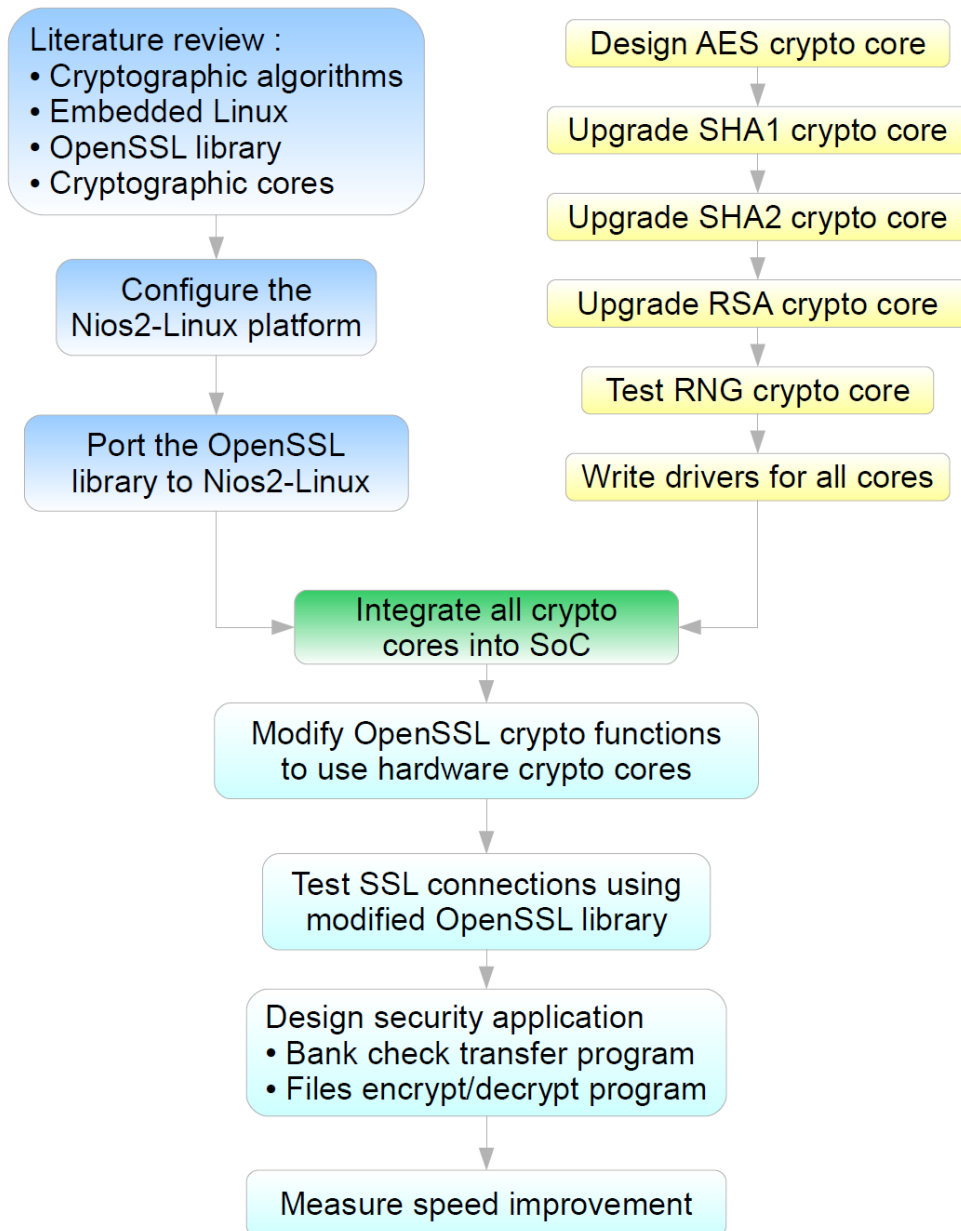 Literature review :
• Cryptographic algorithms
• Embedded Linux
• OpenSSL library
• Cryptographic cores
Configure the
Nios2-Linux platform
Port the OpenSSL
library to Nios2-Linux
Design AES crypto core
Upgrade SHA1 crypto core
Upgrade SHA2 crypto core
Upgrade RSA crypto core
Test RNG crypto core
Write drivers for all cores
Integrate all crypto
cores into SoC
Modify OpenSSL crypto functions
to use hardware crypto cores
Test SSL connections using
modified OpenSSL library
Design security application
• Bank check transfer program
• Files encrypt/decrypt program
Measure speed improvement